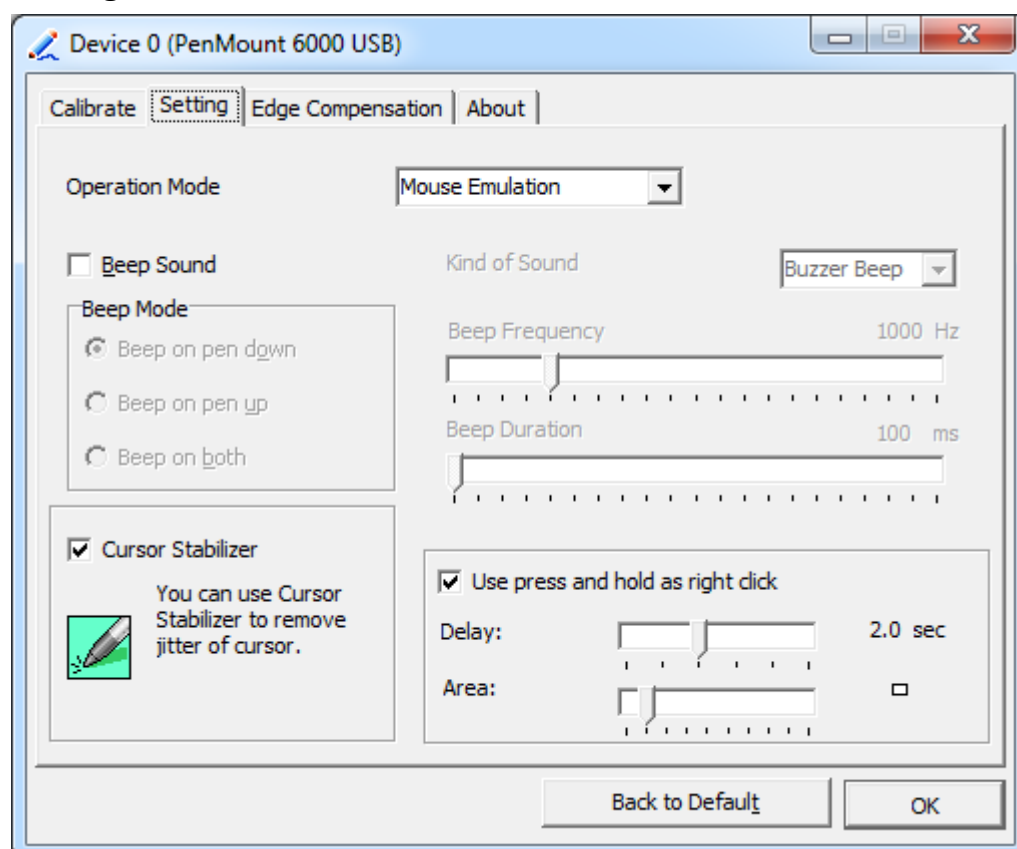 Device 0 (PenMount 6000 USB)
Calibrate Setting Edge Compensation About
Operation Mode Mouse Emulation
Beep Sound Kind of Sound Buzzer Beep
Beep Mode
Beep on pen down
Beep on pen up
Beep on both
Beep Frequency 1000 Hz
Beep Duration 100 ms
Cursor Stabilizer
You can use Cursor
Stabilizer to remove
jitter of cursor.
Use press and hold as right click
Delay: 2.0 sec
Area:
Back to Default OK